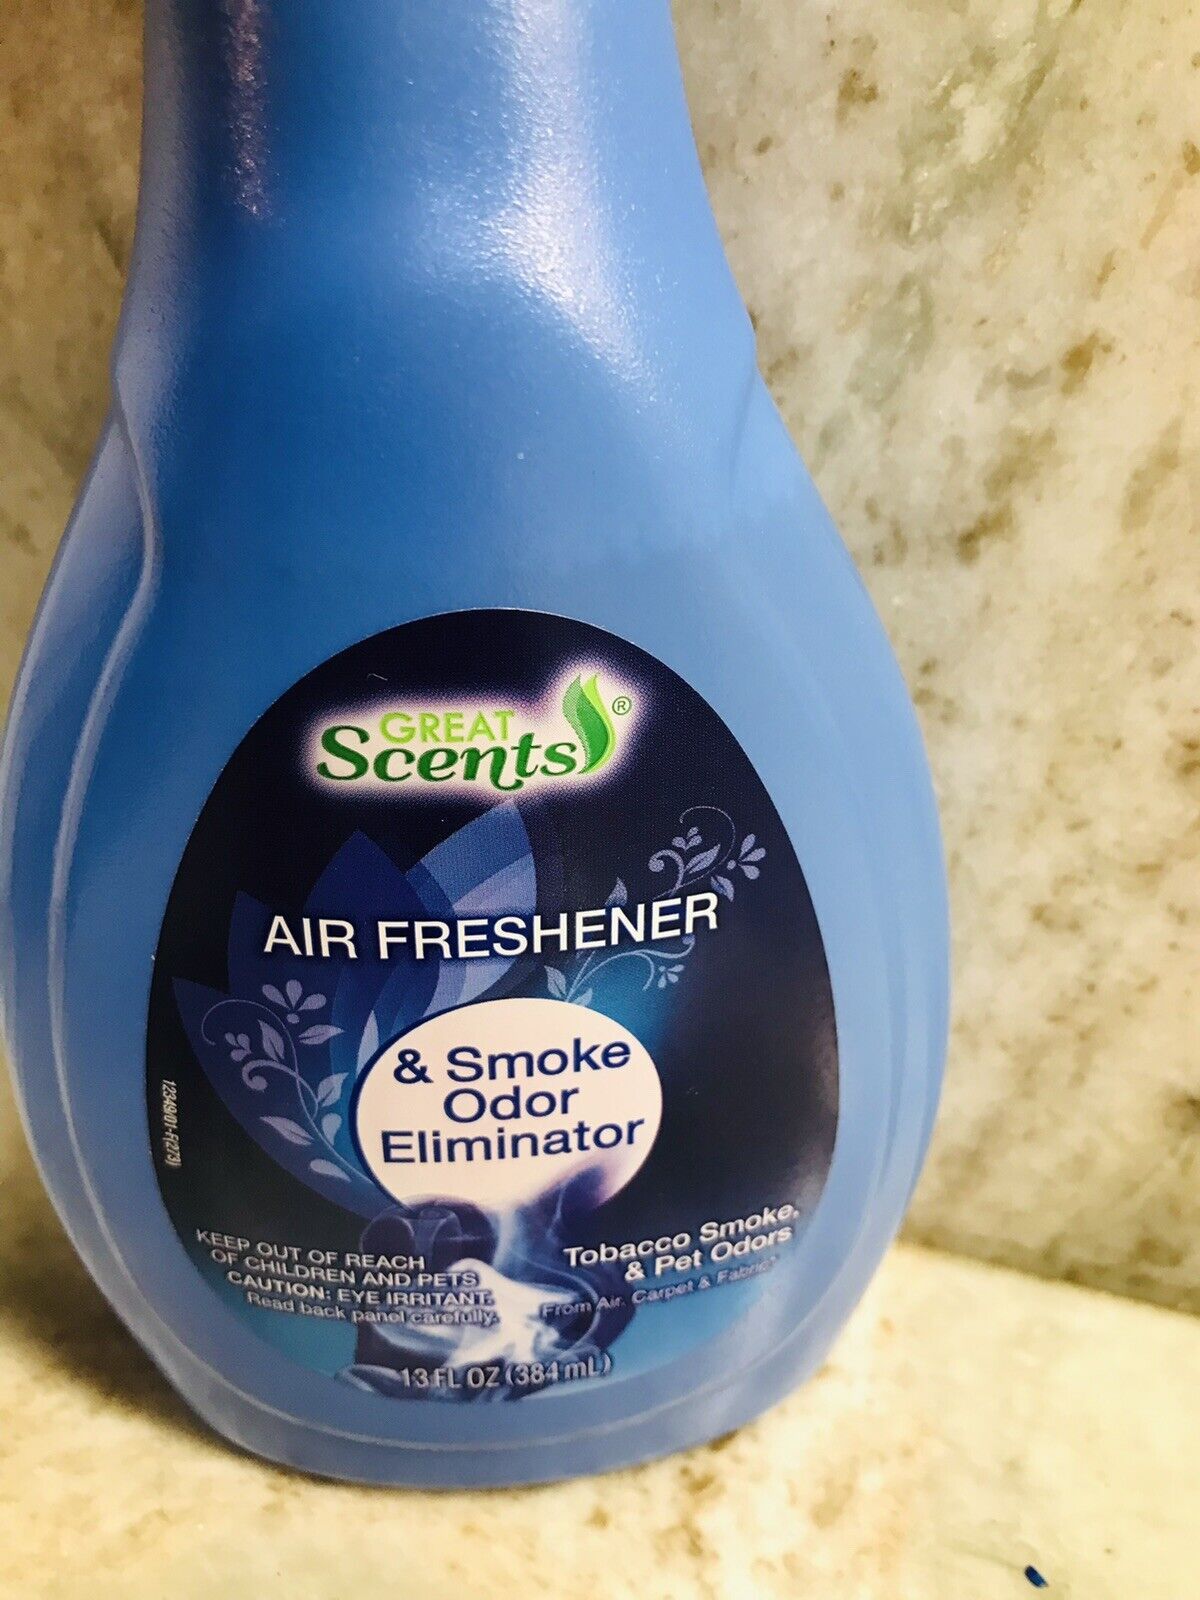 GREAT
Scents®
AIR FRESHENER
& Smoke
Odor
Eliminator
KEEP OUT OF REACH
OF CHILDREN AND PETS
CAUTION: EYE IRRITANT.
Read back panel carefully.
Tobacco Smoke,
& Pet Odors
From Air, Carpet & Fabrics
13 FL OZ (384 mL)